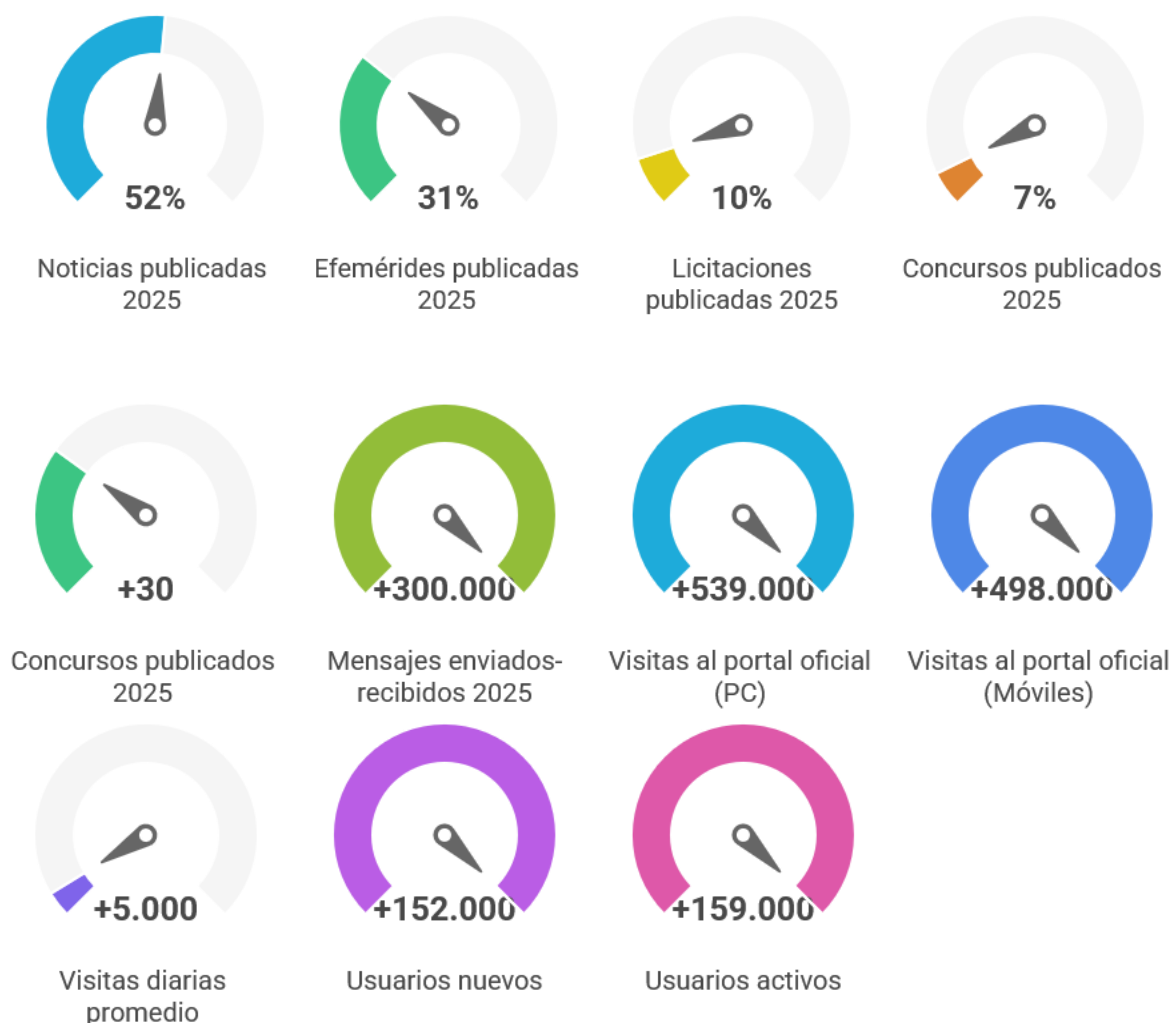 52%
31%
10%
7%
Noticias publicadas
2025
Efemérides publicadas
2025
Licitaciones
publicadas 2025
Concursos publicados
2025
+30
+300.000
+539.000
+498.000
Concursos publicados
2025
Mensajes enviados-
recibidos 2025
Visitas al portal oficial
(PC)
Visitas al portal oficial
(Móviles)
+5.000
+152.000
+159.000
Visitas diarias
promedio
Usuarios nuevos
Usuarios activos